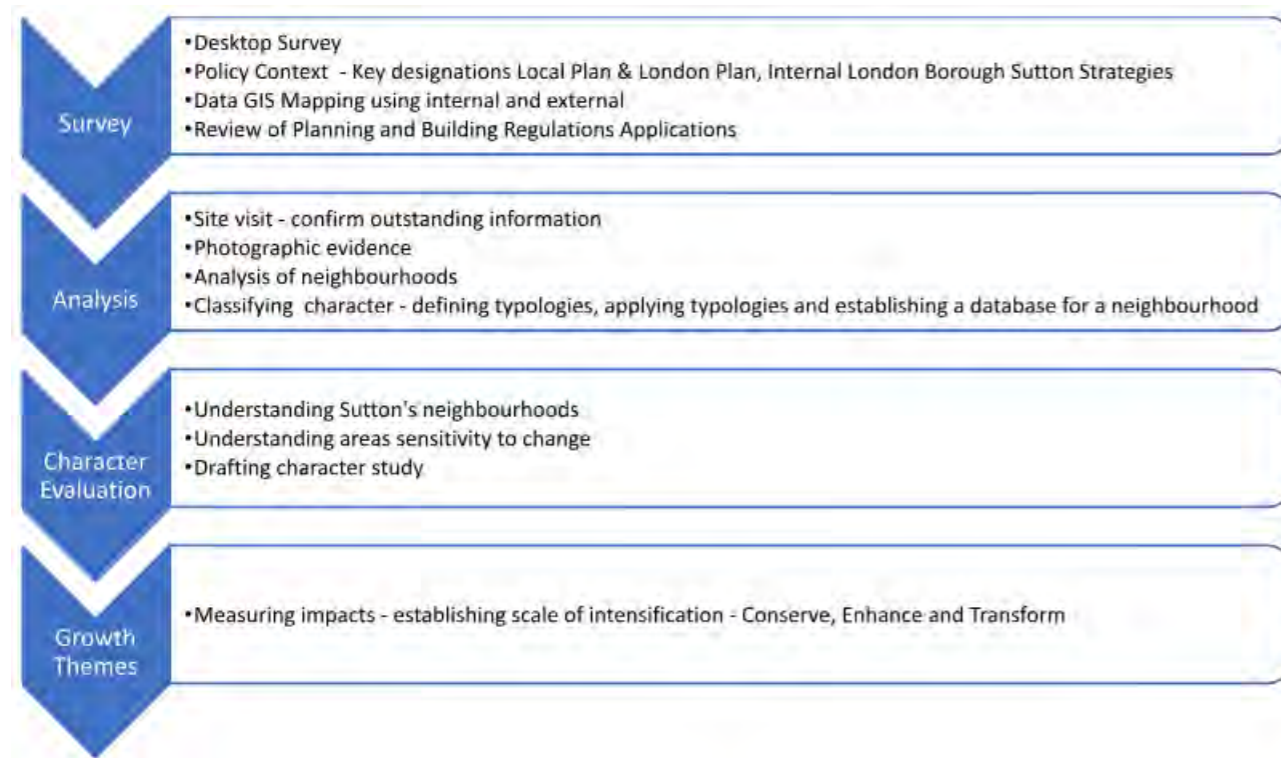 Survey
•Desktop Survey
•Policy Context - Key designations Local Plan & London Plan, Internal London Borough Sutton Strategies
•Data GIS Mapping using internal and external
•Review of Planning and Building Regulations Applications
Analysis
•Site visit - confirm outstanding information
•Photographic evidence
•Analysis of neighbourhoods
•Classifying character - defining typologies, applying typologies and establishing a database for a neighbourhood
Character
Evaluation
•Understanding Sutton's neighbourhoods
•Understanding areas sensitivity to change
•Drafting character study
Growth
Themes
•Measuring impacts - establishing scale of intensification - Conserve, Enhance and Transform